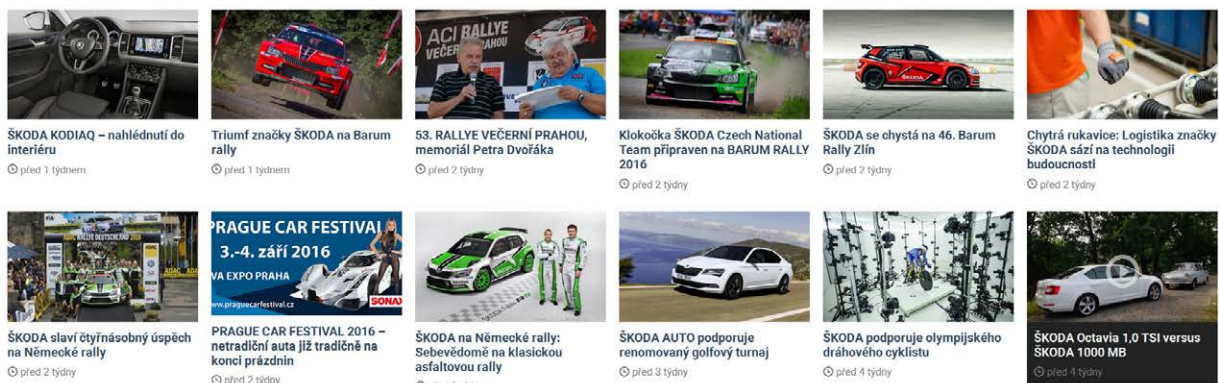 ACI RALLYE
VEČER PRAHOU
ŠKODA
ŠKODA KODIAQ – nahlédnutí do
interiéru
před 1 týdnem
Triumf značky ŠKODA na Barum
rally
před 1 týdnem
53. RALLYE VEČERNÍ PRAHOU,
memoriál Petra Dvořáka
před 2 týdny
Klokočka ŠKODA Czech National
Team připraven na BARUM RALLY
2016
před 2 týdny
ŠKODA se chystá na 46. Barum
Rally Zlín
před 2 týdny
Chytrá rukavice: Logistika značky
ŠKODA sází na technologii
budoucnosti
před 2 týdny
ADAC RALLYE DEUTSCHLAND 2016
ADAC
PRAGUE CAR FESTIVAL
3.-4. září 2016
VA EXPO PRAHA
www.praguecarfestival.cz
SONAX
ŠKODA slaví čtyřnásobný úspěch
na Německé rally
před 2 týdny
PRAGUE CAR FESTIVAL 2016 –
netradiční auta již tradičně na
konci prázdnin
před 2 týdny
ŠKODA na Německé rally:
Sebevědomě na klasickou
asfaltovou rally
ŠKODA AUTO podporuje
renomovaný golfový turnaj
před 3 týdny
ŠKODA podporuje olympijského
dráhového cyklistu
před 4 týdny
ŠKODA Octavia 1,0 TSI versus
ŠKODA 1000 MB
před 4 týdny